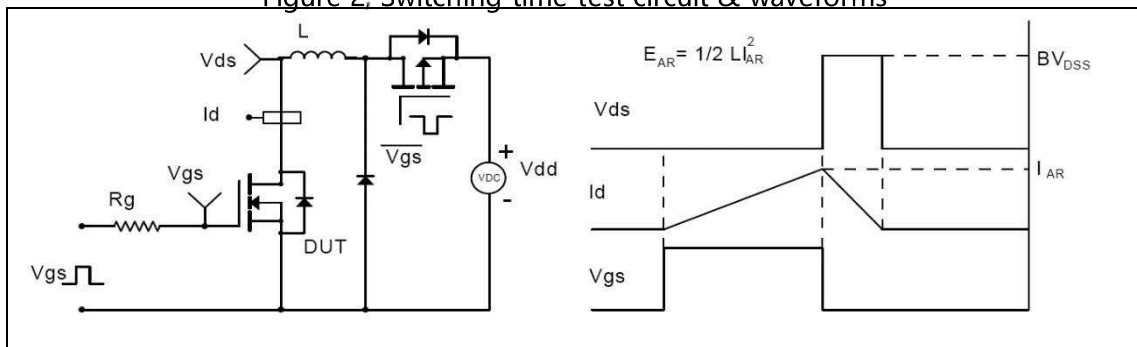 Figure 2, Switching time test circuit & waveforms
L
Vds
Id
Vgs
Vgs
Rg
DUT
Vgs
+
VDC
Vdd
-
E_AR = 1/2 LI_AR^2
BV_DSS
Vds
I_AR
Id
Vgs